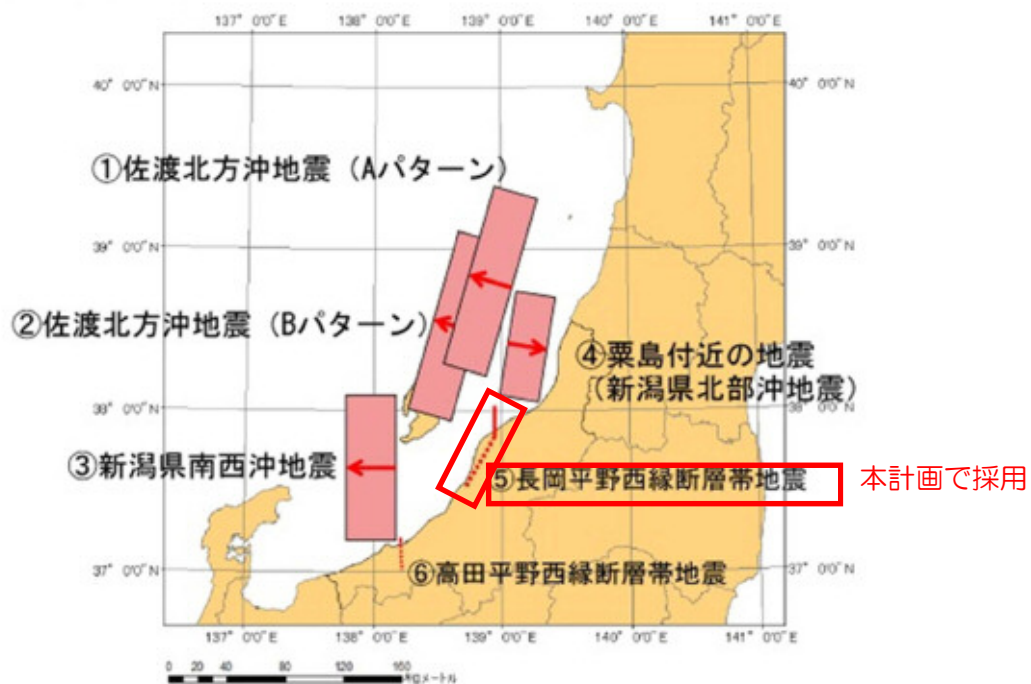 137° 0'0"E 138° 0'0"E 139° 0'0"E 140° 0'0"E 141° 0'0"E
40° 0'0"N 40° 0'0"N
①佐渡北方沖地震（Aパターン）
39° 0'0"N 39° 0'0"N
②佐渡北方沖地震（Bパターン）
④粟島付近の地震
（新潟県北部沖地震）
38° 0'0"N 38° 0'0"N
③新潟県南西沖地震
⑤長岡平野西縁断層帯地震 本計画で採用
37° 0'0"N 37° 0'0"N
⑥高田平野西縁断層帯地震
137° 0'0"E 138° 0'0"E 139° 0'0"E 140° 0'0"E 141° 0'0"E
0 20 40 80 120 160
メートル